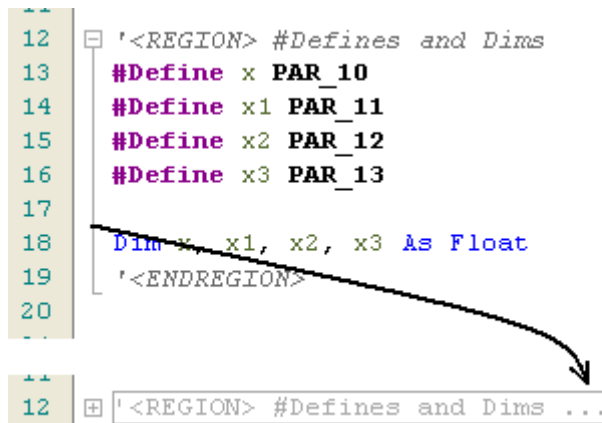 12 '<REGION> #Defines and Dims
13 #Define x PAR_10
14 #Define x1 PAR_11
15 #Define x2 PAR_12
16 #Define x3 PAR_13
17
18 Dim x, x1, x2, x3 As Float
19 '<ENDREGION>
20
12 '<REGION> #Defines and Dims ...